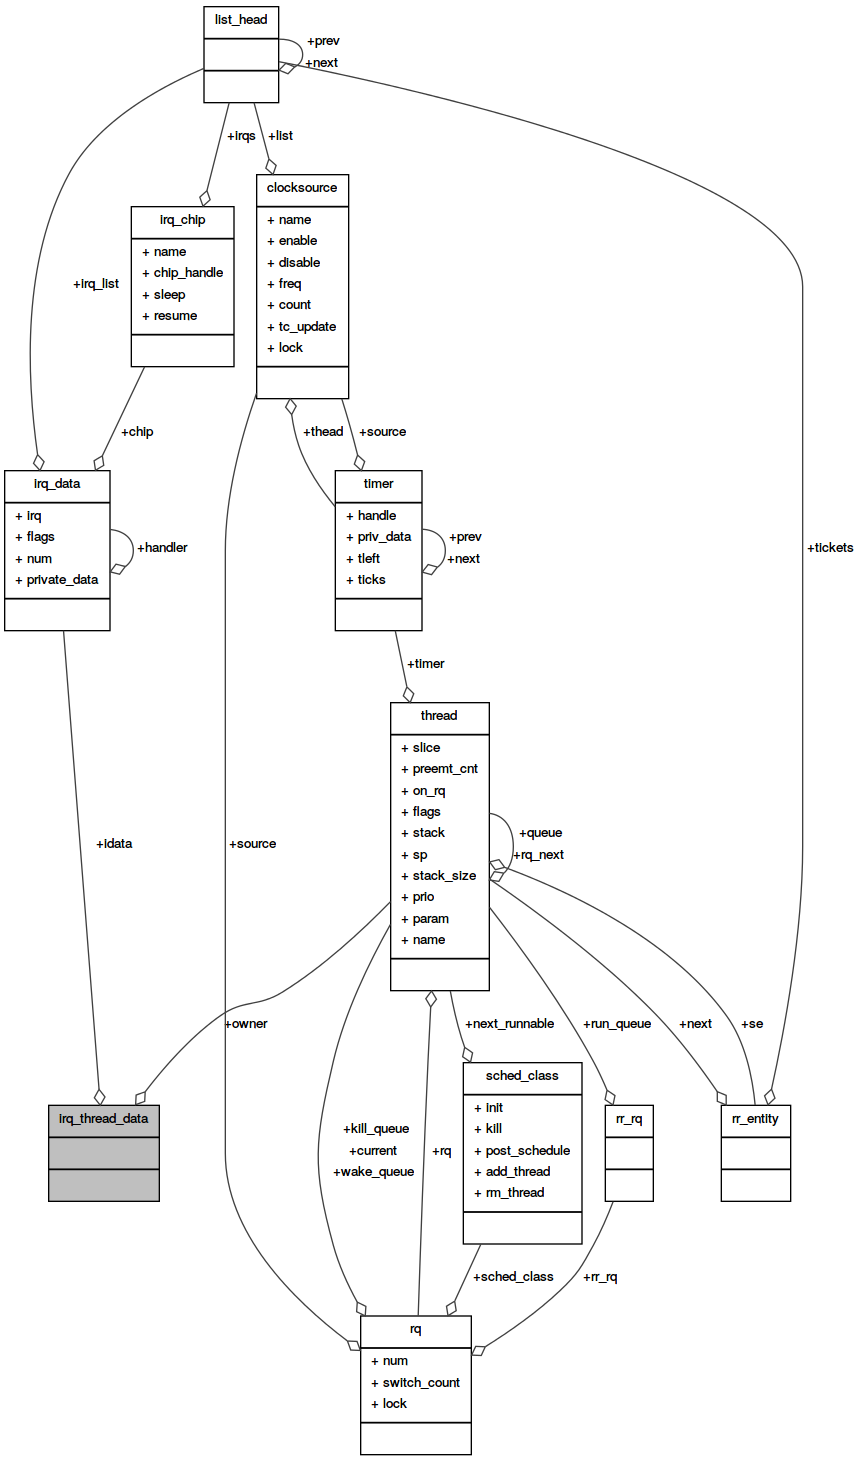 list_head
+prev
+next
+irqs
+list
clocksource
+ name
+ enable
+ disable
+ freq
+ count
+ tc_update
+ lock
irq_chip
+ name
+ chip_handle
+ sleep
+ resume
+irq_list
+chip
+thead
+source
irq_data
+ irq
+ flags
+ num
+ private_data
+handler
timer
+ handle
+ priv_data
+ tleft
+ ticks
+prev
+next
+tickets
+timer
thread
+ slice
+ preemt_cnt
+ on_rq
+ flags
+ stack
+ sp
+ stack_size
+ prio
+ param
+ name
+queue
+rq_next
+idata
+source
+owner
+next_runnable
+run_queue
+next
+se
irq_thread_data
+kill_queue
+current
+wake_queue
+rq
sched_class
+ init
+ kill
+ post_schedule
+ add_thread
+ rm_thread
rr_rq
rr_entity
+sched_class
+rr_rq
rq
+ num
+ switch_count
+ lock